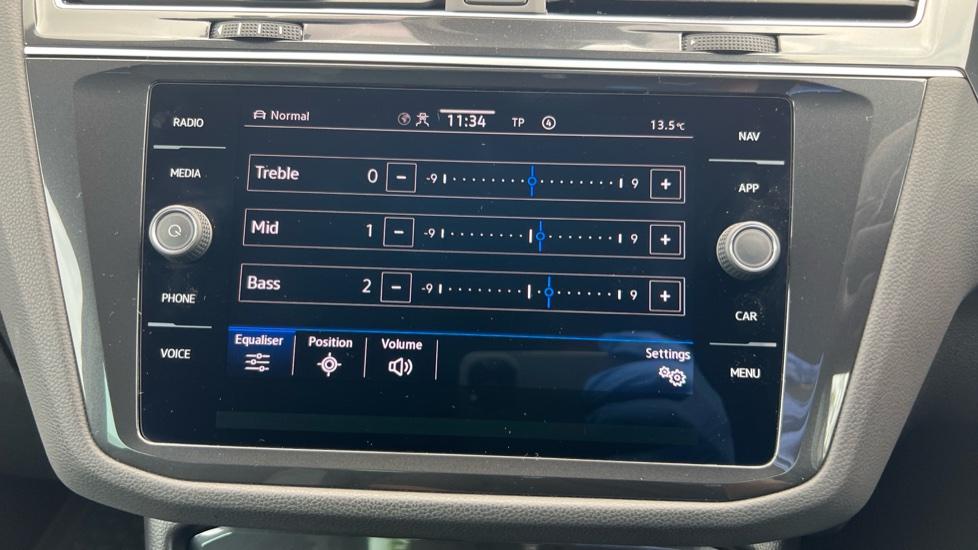 RADIO
MEDIA
PHONE
VOICE
Normal 11:34 TP 4 13.5°C
Treble 0 − -9 9 +
Mid 1 − -9 9 +
Bass 2 − -9 9 +
Equaliser Position Volume Settings
NAV
APP
CAR
MENU